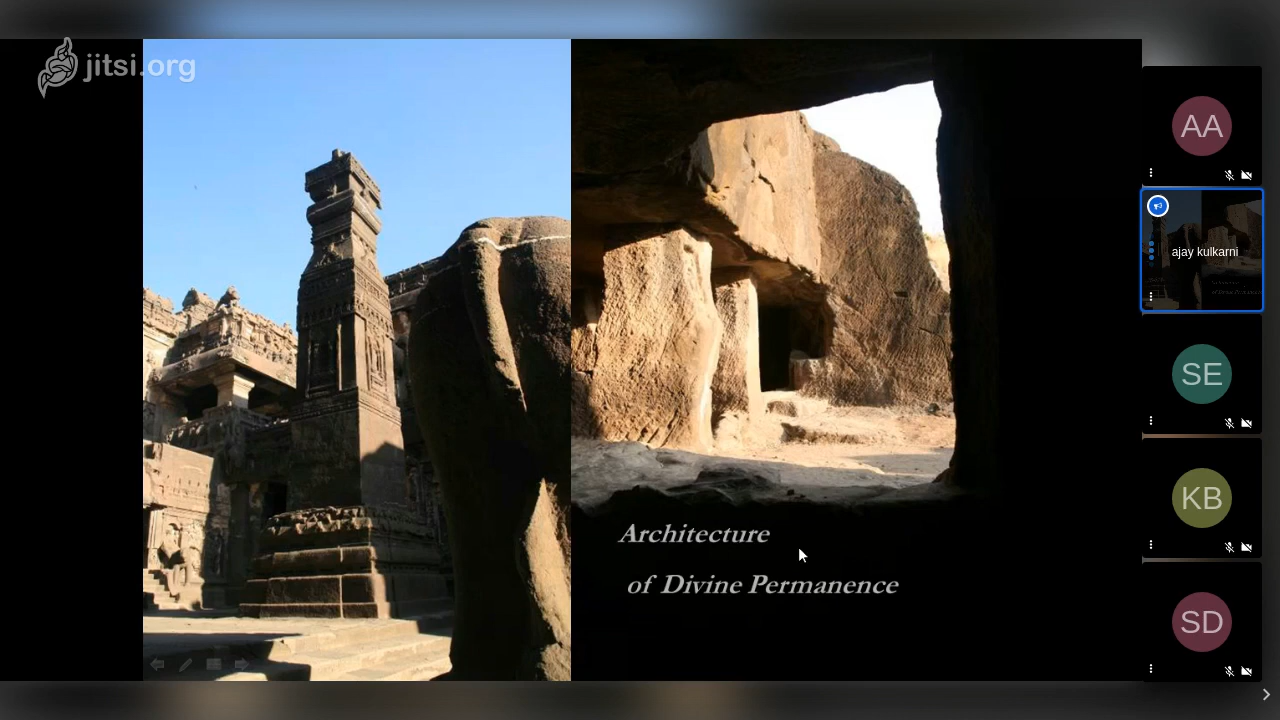 jitsi.org
AA
ajay kulkarni
SE
KB
SD
Architecture
of Divine Permanence